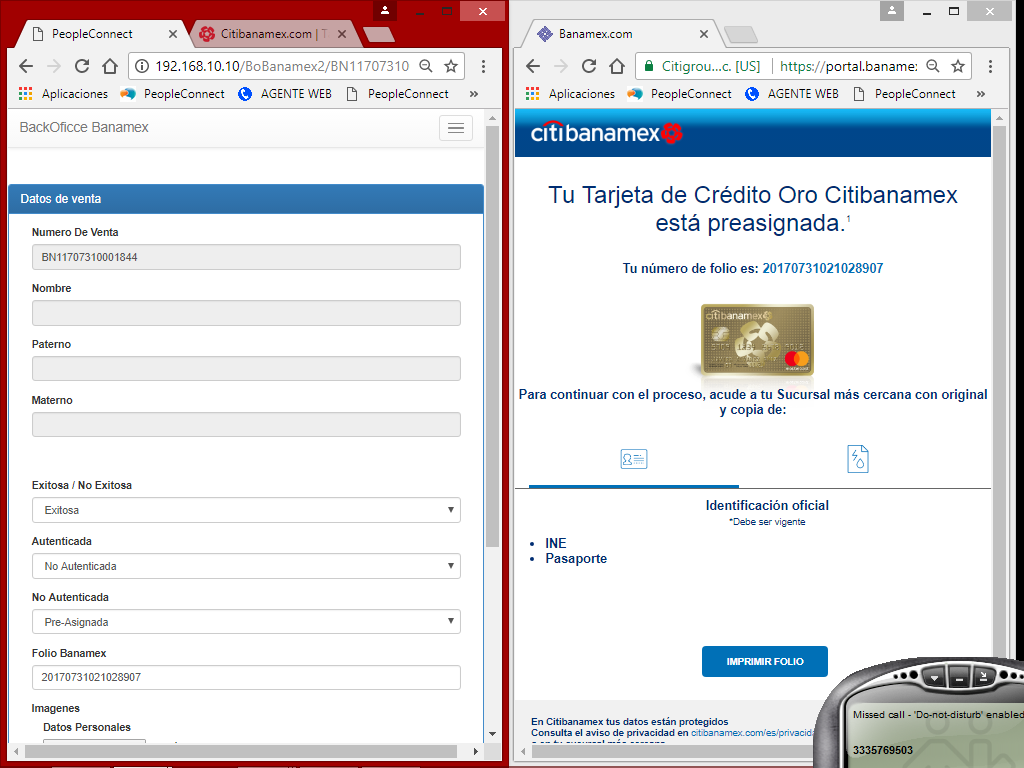 PeopleConnect
Citibanamex.com | T
192.168.10.10/BoBanamex2/BN11707310
Aplicaciones
PeopleConnect
AGENTE WEB
PeopleConnect
»
BackOficce Banamex
Datos de venta
Numero De Venta
BN11707310001844
Nombre
Paterno
Materno
Exitosa / No Exitosa
Exitosa
Autenticada
No Autenticada
No Autenticada
Pre-Asignada
Folio Banamex
20170731021028907
Imagenes
Datos Personales
Banamex.com
Citigrou...c. [US]
https://portal.baname:
Aplicaciones
PeopleConnect
AGENTE WEB
PeopleConnect
»
citibanamex
Tu Tarjeta de Crédito Oro Citibanamex
está preasignada.1
Tu número de folio es: 20170731021028907
citibanamex
Para continuar con el proceso, acude a tu Sucursal más cercana con original
y copia de:
Identificación oficial
*Debe ser vigente
• INE
• Pasaporte
IMPRIMIR FOLIO
En Citibanamex tus datos están protegidos
Consulta el aviso de privacidad en citibanamex.com/es/privacida
Missed call - 'Do-not-disturb' enabled
3335769503